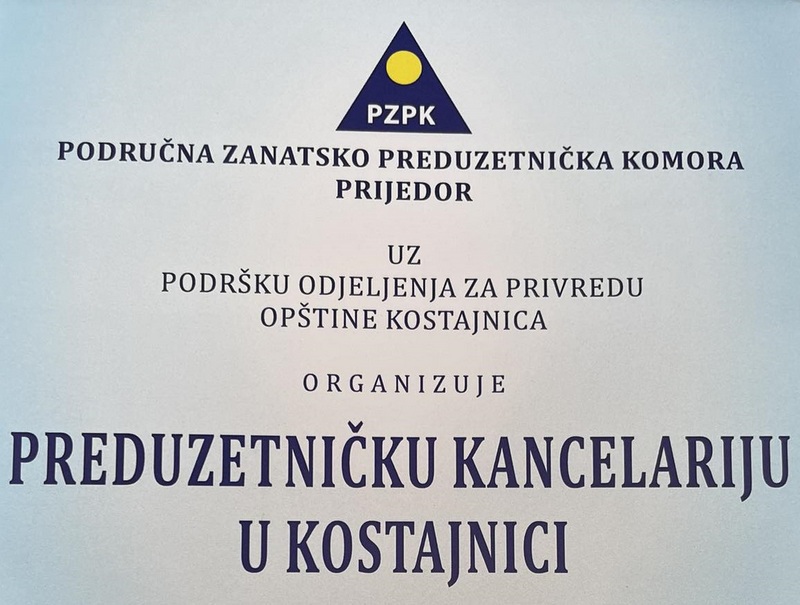 PZPK
PODRUČNA ZANATSKO PREDUZETNIČKA KOMORA
PRIJEDOR
UZ
PODRŠKU ODJELJENJA ZA PRIVREDU
OPŠTINE KOSTAJNICA
ORGANIZUJE
PREDUZETNIČKU KANCELARIJU
U KOSTAJNICI